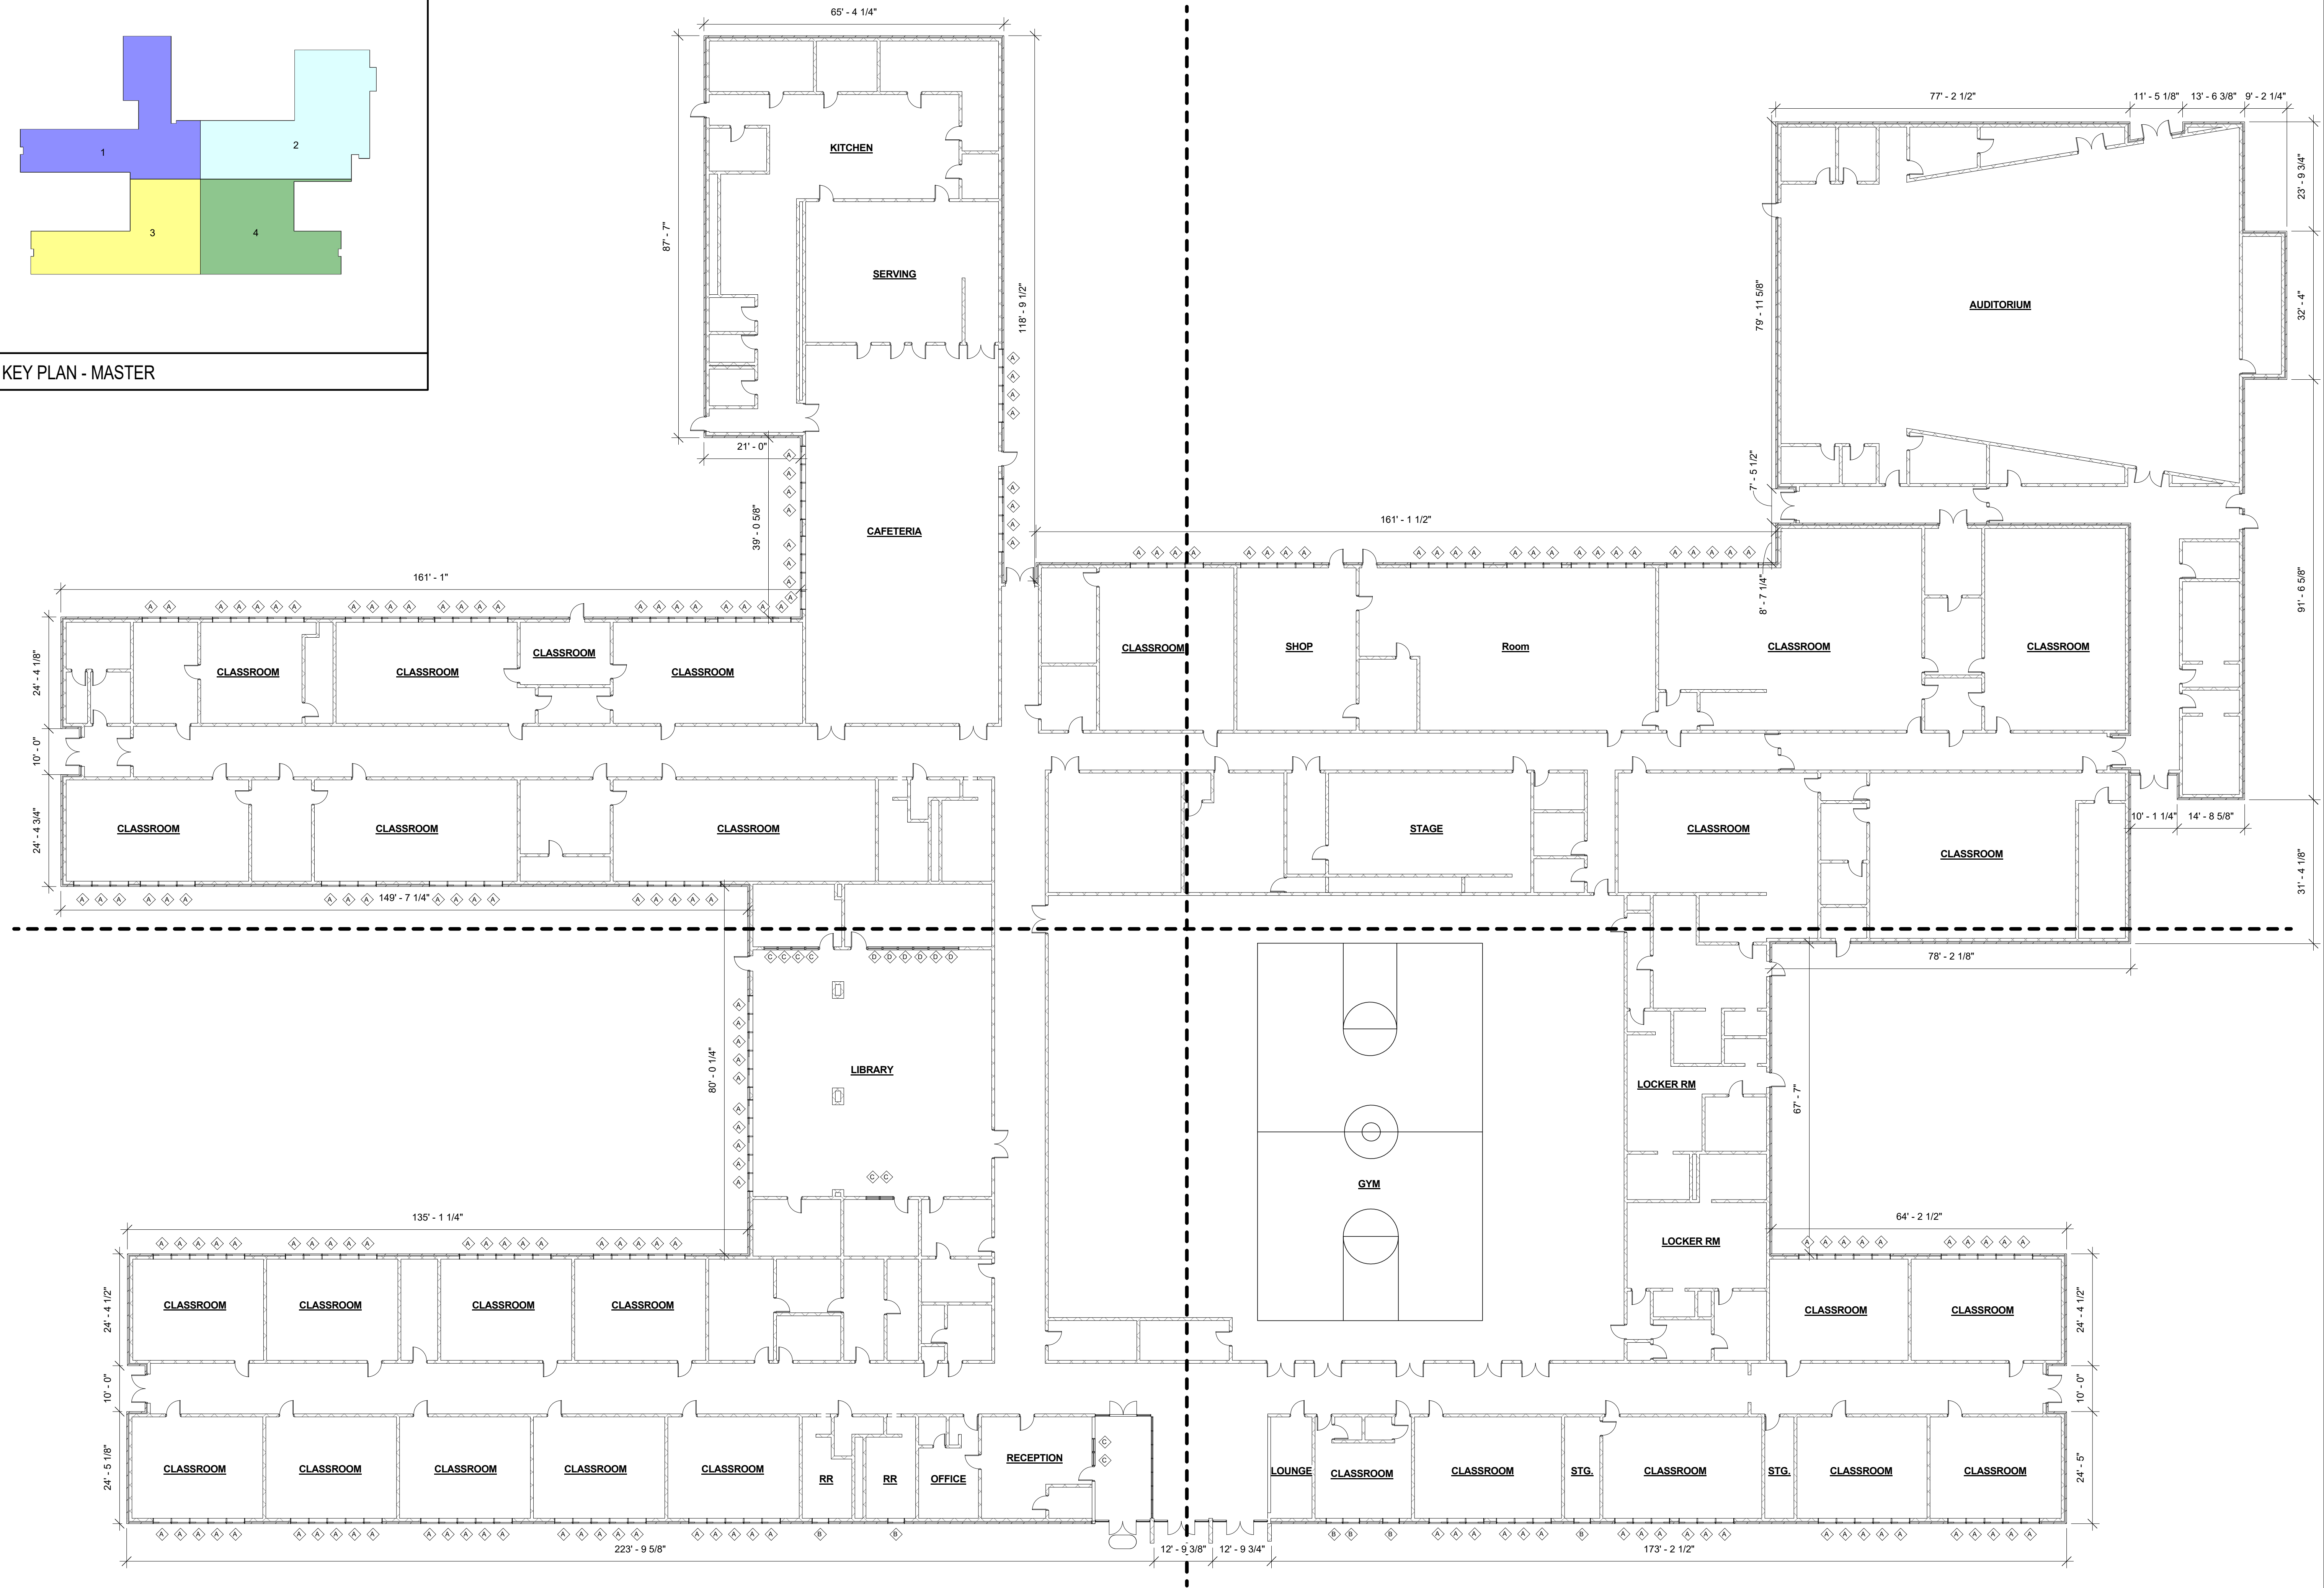 65' - 4 1/4"
1
2
3
4
KEY PLAN - MASTER
77' - 2 1/2"
11' - 5 1/8"
13' - 6 3/8"
9' - 2 1/4"
KITCHEN
23' - 9 3/4"
87' - 7"
SERVING
118' - 9 1/2"
79' - 11 5/8"
AUDITORIUM
32' - 4"
A
A
A
A
21' - 0"
A
A
A
A
A
A
A
A
39' - 0 5/8"
CAFETERIA
A
A
A
A
7' - 5 1/2"
161' - 1 1/2"
A A A A A A A A A A A A A A A A A A A A A A A
8' - 7 1/4"
91' - 6 5/8"
161' - 1"
A A A A A A A A A A A A A A A A A A A A A A A
24' - 4 1/8"
CLASSROOM
CLASSROOM
CLASSROOM
CLASSROOM
CLASSROOM
SHOP
Room
CLASSROOM
CLASSROOM
10' - 0"
24' - 4 3/4"
CLASSROOM
CLASSROOM
CLASSROOM
STAGE
CLASSROOM
CLASSROOM
10' - 1 1/4"
14' - 8 5/8"
31' - 4 1/8"
A A A A A A A A A 149' - 7 1/4" A A A A A A A A A
78' - 2 1/8"
C C C C D D D D D D
A
A
A
A
A
80' - 0 1/4"
LIBRARY
A
A
A
A
A
C C
LOCKER RM
67' - 7"
GYM
LOCKER RM
135' - 1 1/4"
A A A A A A A A A A A A A A A A A A A A
64' - 2 1/2"
A A A A A A A A A A
24' - 4 1/2"
CLASSROOM
CLASSROOM
CLASSROOM
CLASSROOM
CLASSROOM
CLASSROOM
24' - 4 1/2"
10' - 0"
10' - 0"
24' - 5 1/8"
CLASSROOM
CLASSROOM
CLASSROOM
CLASSROOM
CLASSROOM
RR
RR
OFFICE
RECEPTION
C
C
LOUNGE
CLASSROOM
CLASSROOM
STG.
CLASSROOM
STG.
CLASSROOM
CLASSROOM
24' - 5"
A A A A A A A A A A A A A A A A A A A A A A A A A B B
B B B A A A A A A B A A A A A A A A A A A A A A A A
223' - 9 5/8"
12' - 9 3/8"
12' - 9 3/4"
173' - 2 1/2"